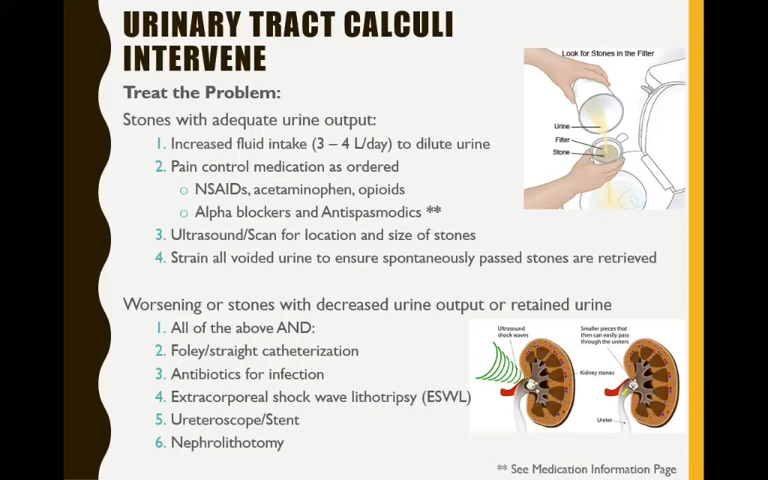 URINARY TRACT CALCULI
INTERVENE
Treat the Problem:
Stones with adequate urine output:
1. Increased fluid intake (3 – 4 L/day) to dilute urine
2. Pain control medication as ordered
o NSAIDs, acetaminophen, opioids
o Alpha blockers and Antispasmodics **
3. Ultrasound/Scan for location and size of stones
4. Strain all voided urine to ensure spontaneously passed stones are retrieved
Look for Stones in the Filter
Urine
Filter
Stone
Worsening or stones with decreased urine output or retained urine
1. All of the above AND:
2. Foley/straight catheterization
3. Antibiotics for infection
4. Extracorporeal shock wave lithotripsy (ESWL)
5. Ureteroscope/Stent
6. Nephrolithotomy
Ultrasound
shock waves
Smaller pieces that
then can easily pass
through the ureters
Kidney stones
Ureter
** See Medication Information Page